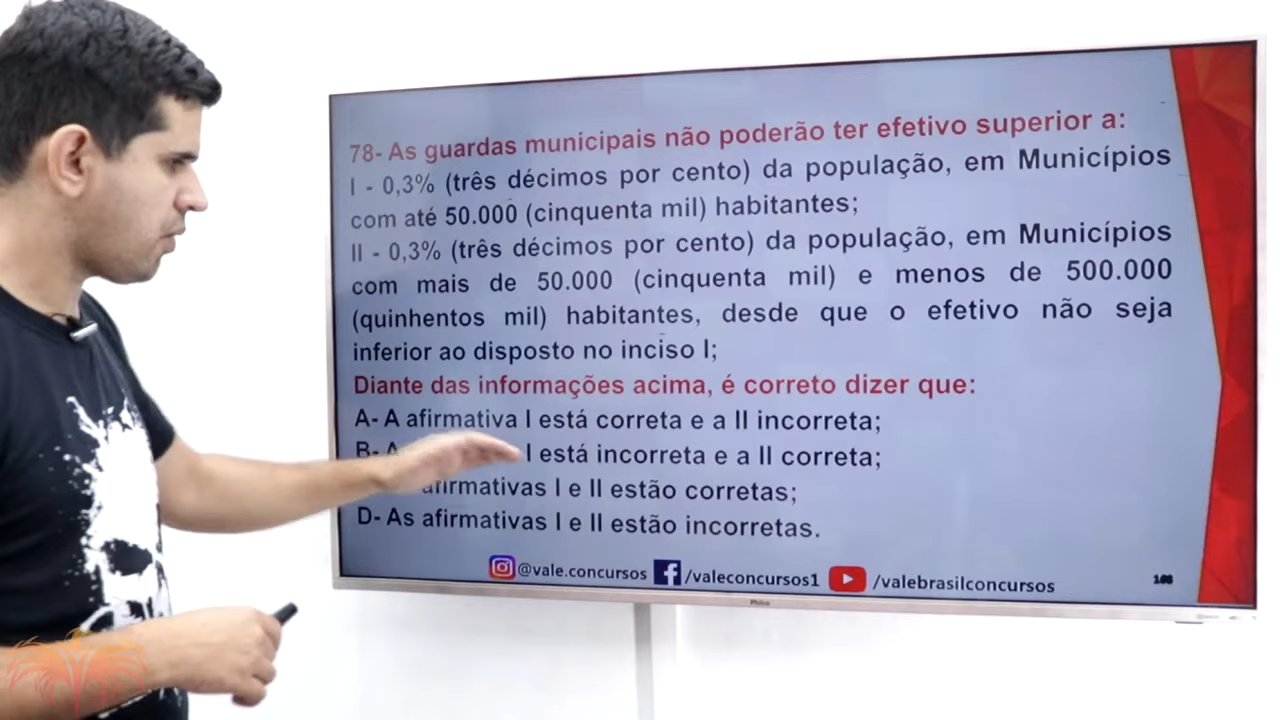 78- As guardas municipais não poderão ter efetivo superior a:
I - 0,3% (três décimos por cento) da população, em Municípios
com até 50.000 (cinquenta mil) habitantes;
II - 0,3% (três décimos por cento) da população, em Municípios
com mais de 50.000 (cinquenta mil) e menos de 500.000
(quinhentos mil) habitantes, desde que o efetivo não seja
inferior ao disposto no inciso I;
Diante das informações acima, é correto dizer que:
A- A afirmativa I está correta e a II incorreta;
B- A I está incorreta e a II correta;
afirmativas I e II estão corretas;
D- As afirmativas I e II estão incorretas.
@vale.concursos /valeconcursos1 /valebrasilconcursos
Philco